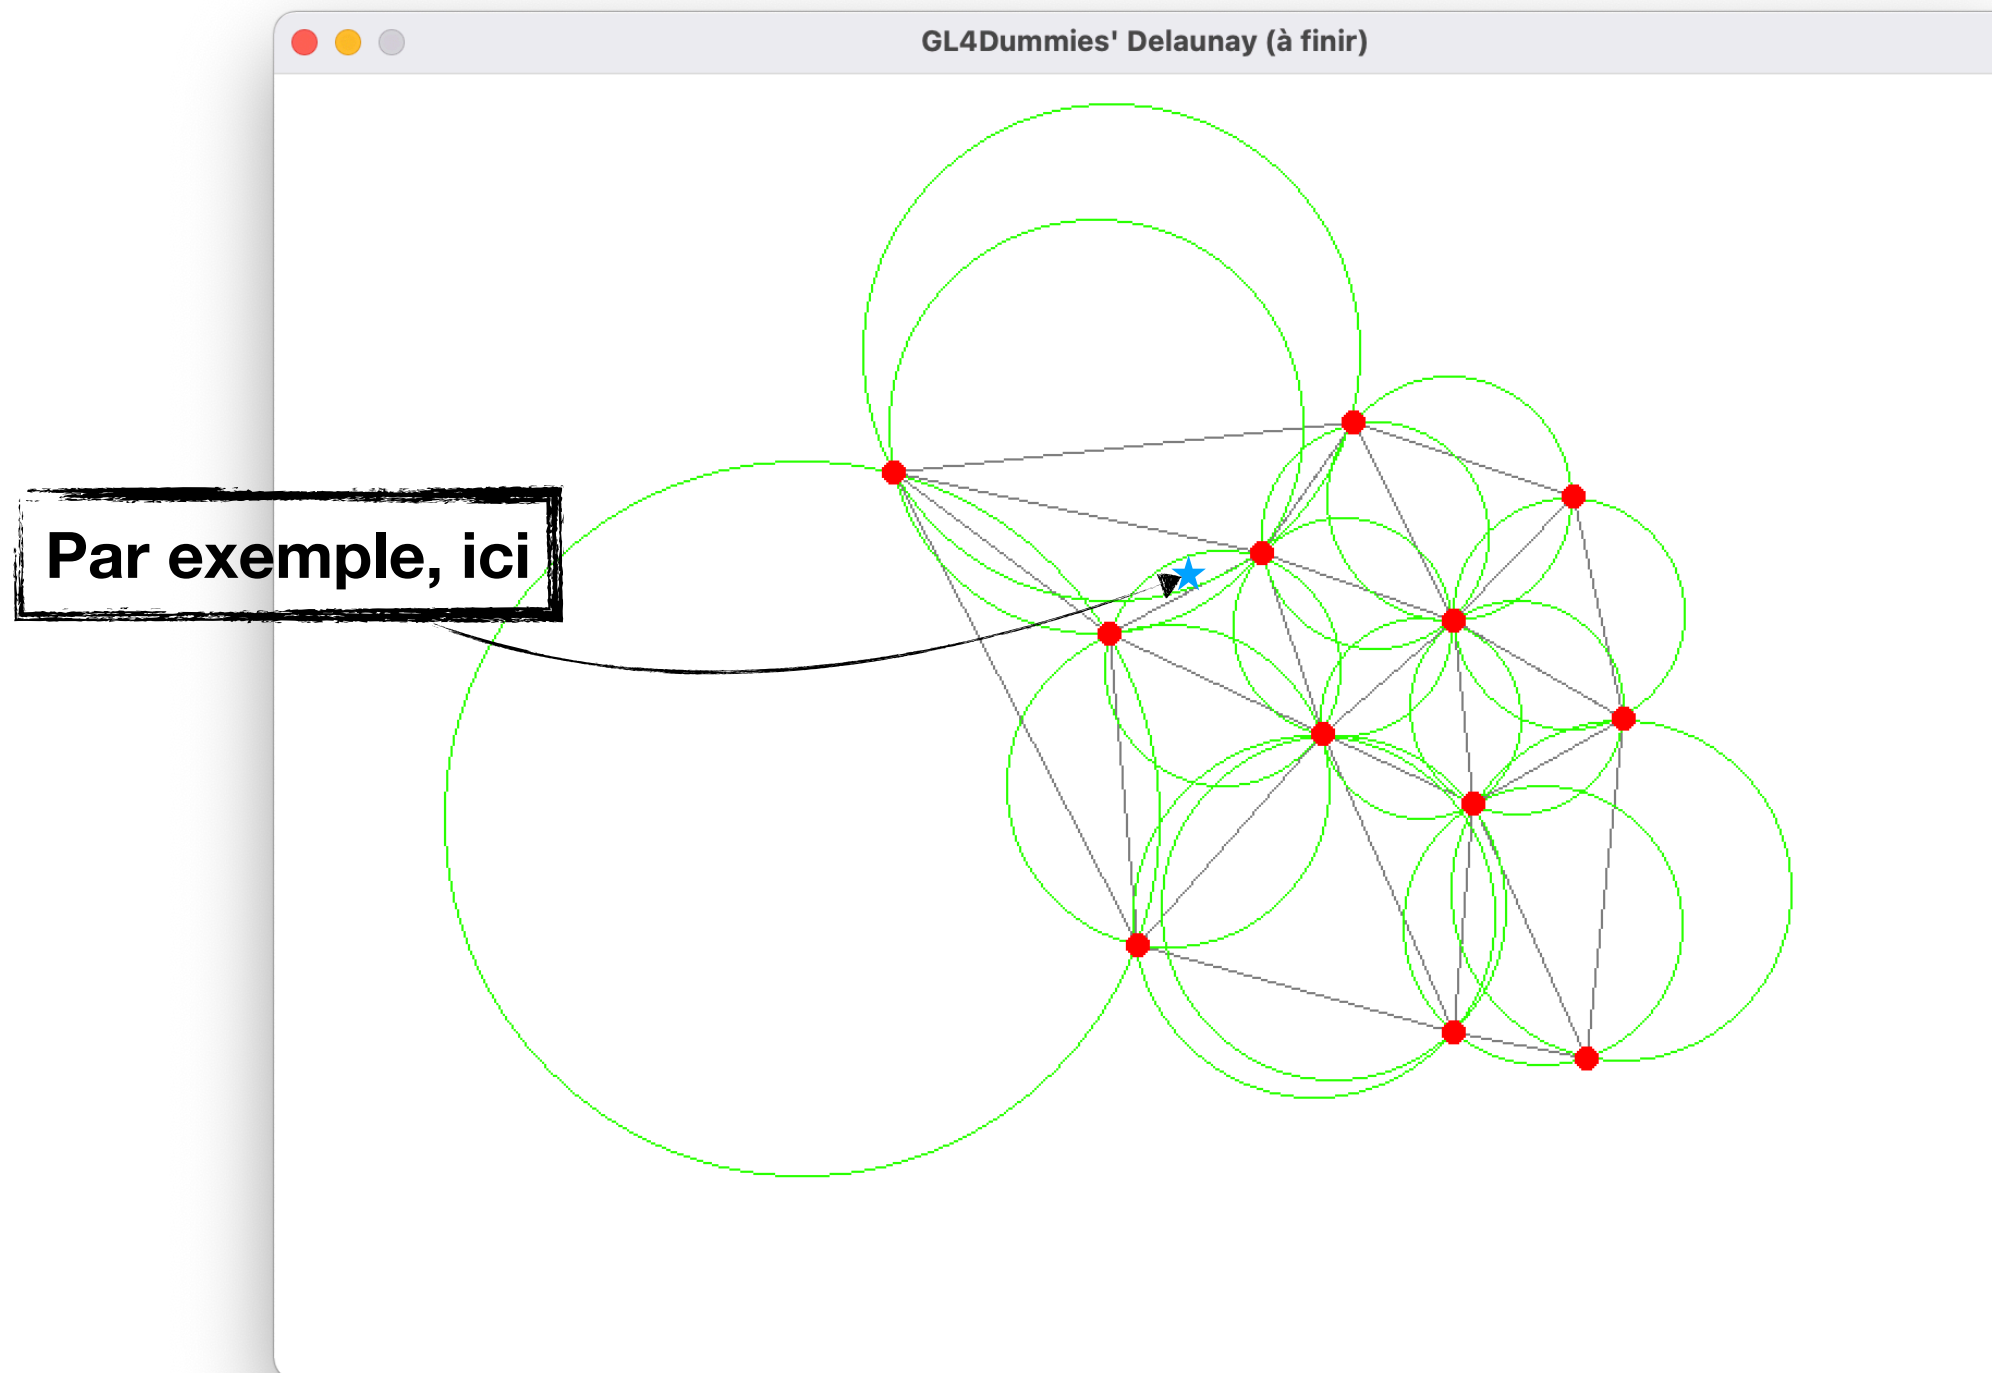 GL4Dummies' Delaunay (à finir)
Par exemple, ici